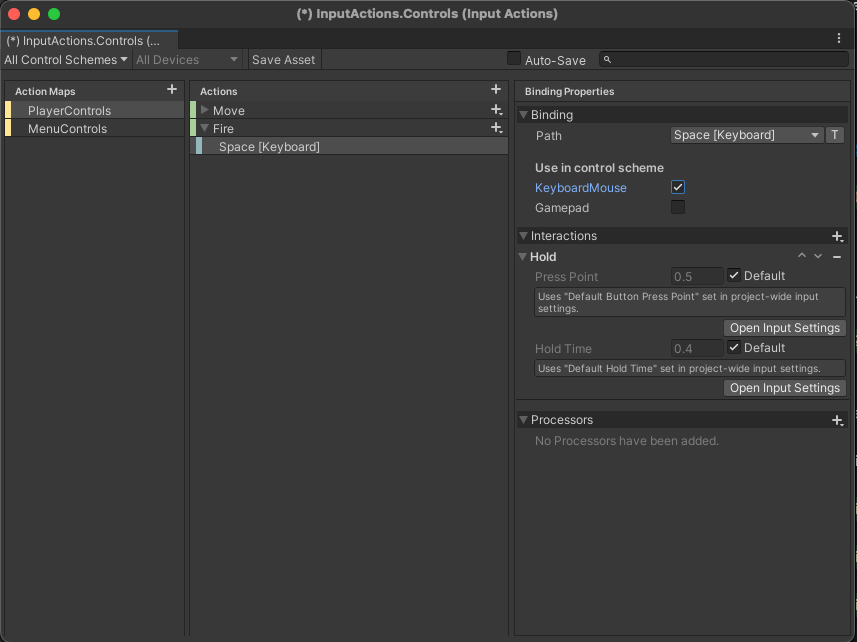 (*) InputActions.Controls (Input Actions)
(*) InputActions.Controls (...
All Control Schemes
All Devices
Save Asset
Auto-Save
Action Maps
PlayerControls
MenuControls
Actions
Move
Fire
Space [Keyboard]
Binding Properties
Binding
Path
Space [Keyboard]
T
Use in control scheme
KeyboardMouse
Gamepad
Interactions
Hold
Press Point
0.5
Default
Uses "Default Button Press Point" set in project-wide input
settings.
Open Input Settings
Hold Time
0.4
Default
Uses "Default Hold Time" set in project-wide input settings.
Open Input Settings
Processors
No Processors have been added.